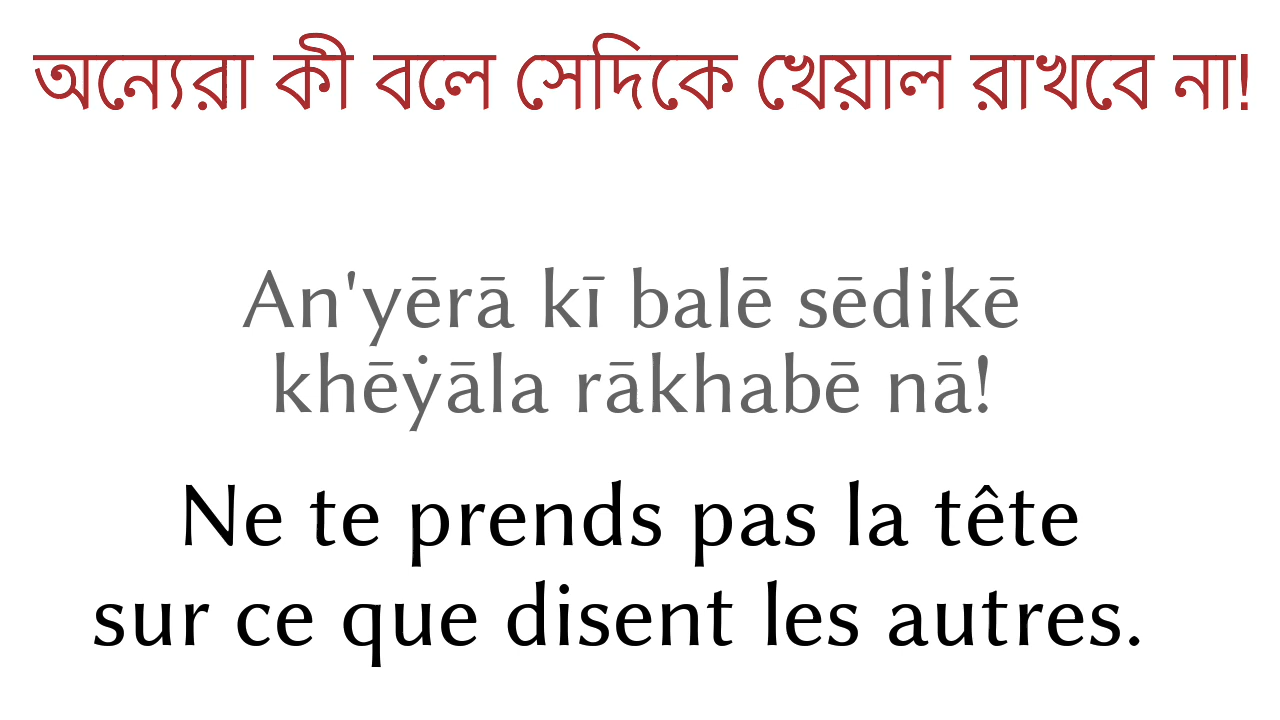 অন্যেরা কী বলে সেদিকে খেয়াল রাখবে না!
An'yērā kī balē sēdikē
khēẏāla rākhabē nā!
Ne te prends pas la tête
sur ce que disent les autres.